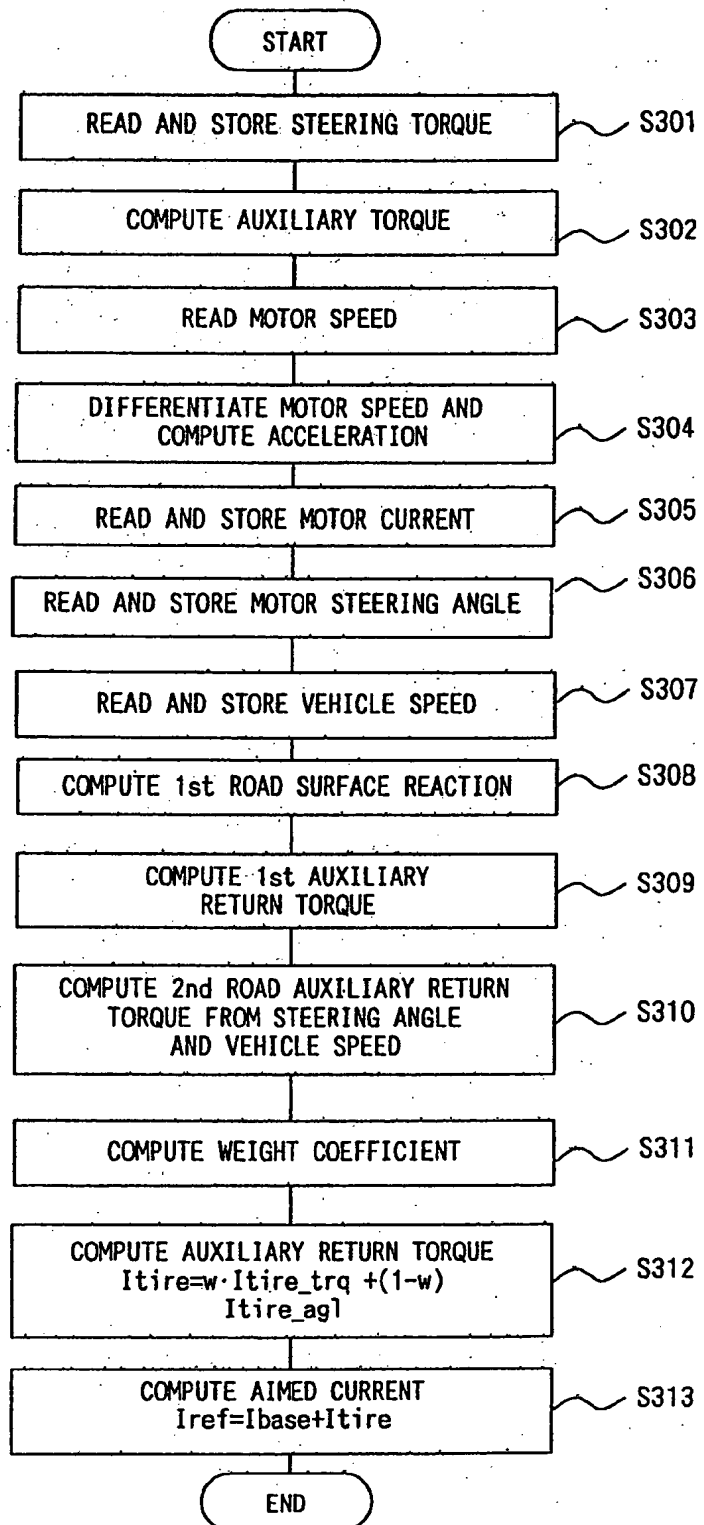 START
READ AND STORE STEERING TORQUE
S301
COMPUTE AUXILIARY TORQUE
S302
READ MOTOR SPEED
S303
DIFFERENTIATE MOTOR SPEED AND
COMPUTE ACCELERATION
S304
READ AND STORE MOTOR CURRENT
S305
READ AND STORE MOTOR STEERING ANGLE
S306
READ AND STORE VEHICLE SPEED
S307
COMPUTE 1st ROAD SURFACE REACTION
S308
COMPUTE 1st AUXILIARY
RETURN TORQUE
S309
COMPUTE 2nd ROAD AUXILIARY RETURN
TORQUE FROM STEERING ANGLE
AND VEHICLE SPEED
S310
COMPUTE WEIGHT COEFFICIENT
S311
COMPUTE AUXILIARY RETURN TORQUE
Itire=w·Itire_trq +(1-w)
Itire_agl
S312
COMPUTE AIMED CURRENT
Iref=Ibase+Itire
S313
END